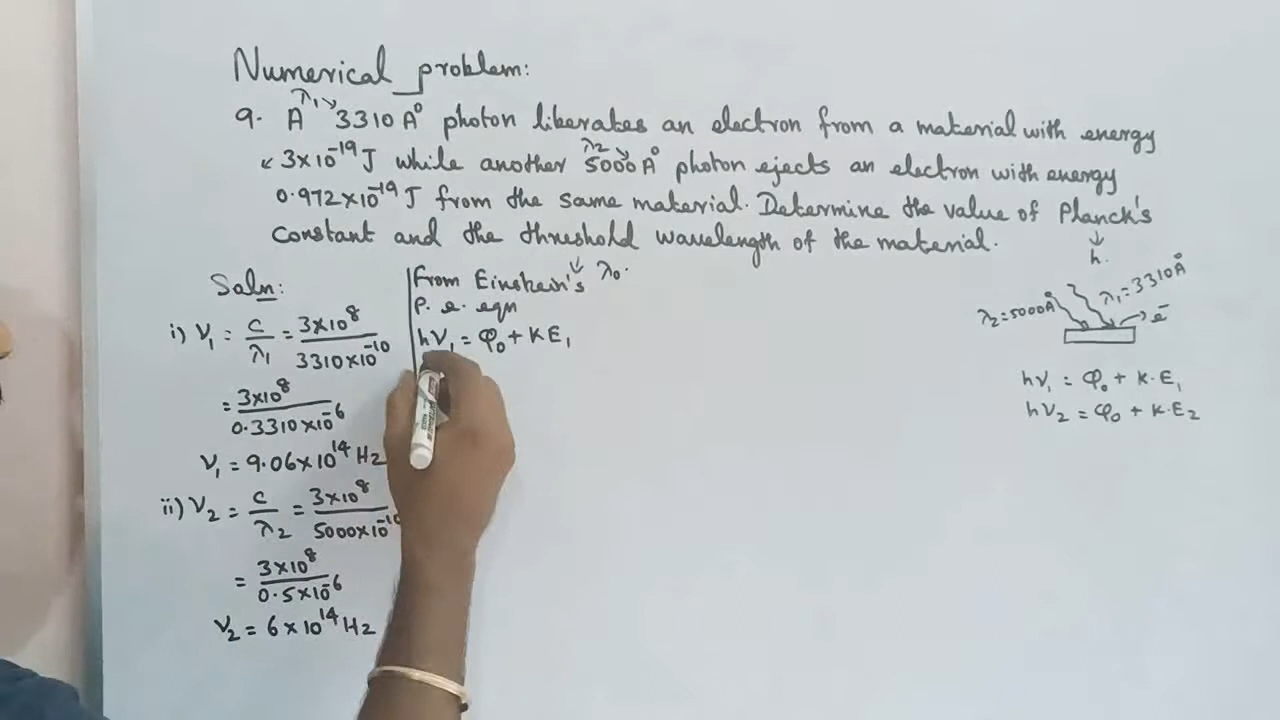 Numerical problem:
λ1
9. A 3310 A° photon liberates an electron from a material with energy
λ2
3×10⁻¹⁹ J while another 5000 A° photon ejects an electron with energy
0.972×10⁻¹⁹ J from the same material. Determine the value of Planck's
constant and the threshold wavelength of the material.
h.
λ0.
Soln:
i) ν1 = c/λ1 = 3×10⁸/3310×10⁻¹⁰
= 3×10⁸/0.3310×10⁻⁶
ν1 = 9.06×10¹⁴ Hz
ii) ν2 = c/λ2 = 3×10⁸/5000×10⁻¹⁰
= 3×10⁸/0.5×10⁻⁶
ν2 = 6×10¹⁴ Hz
From Einstein's
P. e. eqn
hν1 = φ0 + KE1
λ2=5000A°
λ1=3310A°
e⁻
hν1 = φ0 + K.E1
hν2 = φ0 + K.E2